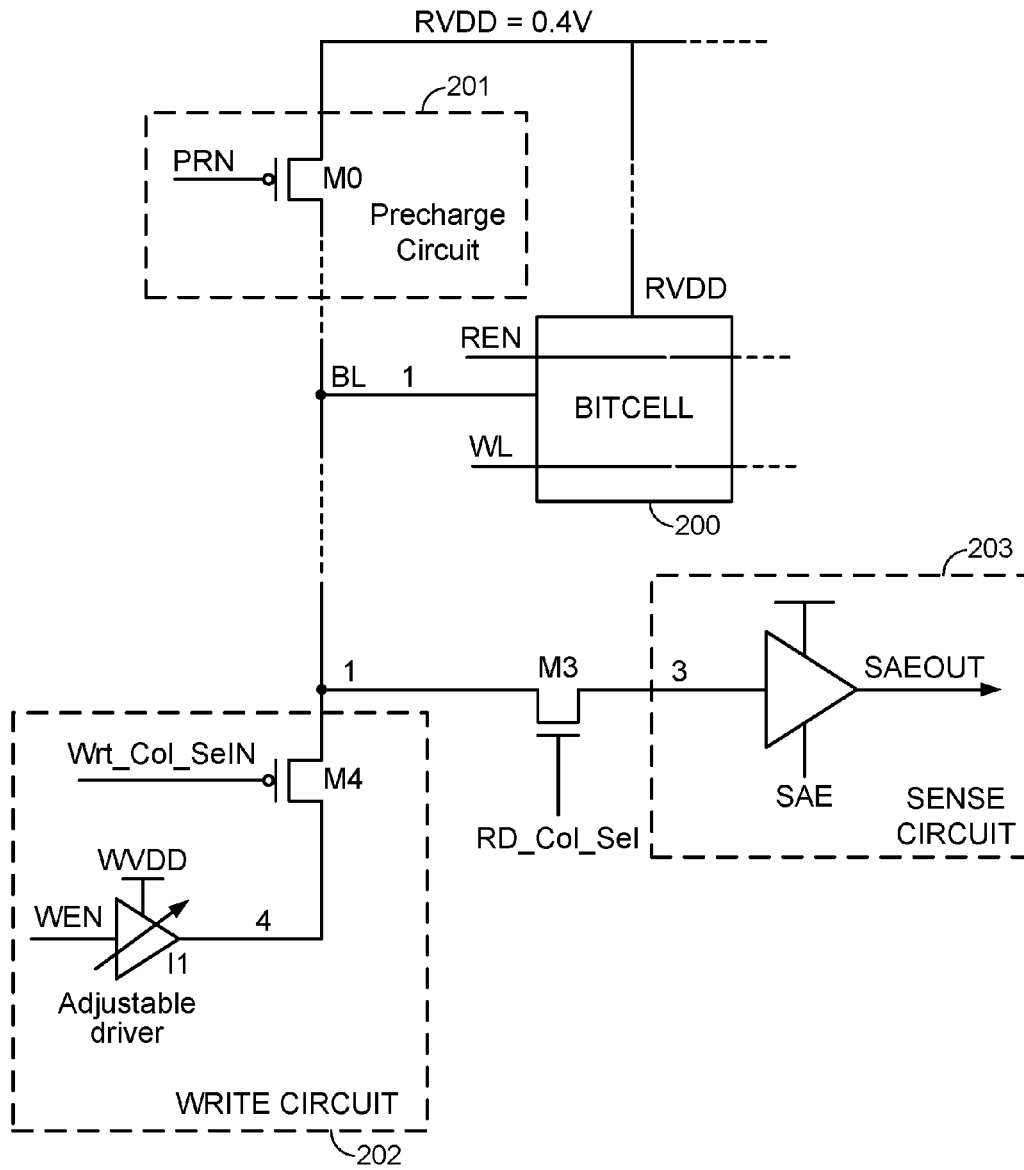 RVDD = 0.4V
201
PRN
M0
Precharge
Circuit
RVDD
REN
BL 1
BITCELL
WL
200
203
1
M3
3
SAEOUT
Wrt_Col_SelN
M4
SAE
SENSE
CIRCUIT
RD_Col_Sel
WVDD
WEN
4
I1
Adjustable
driver
WRITE CIRCUIT
202